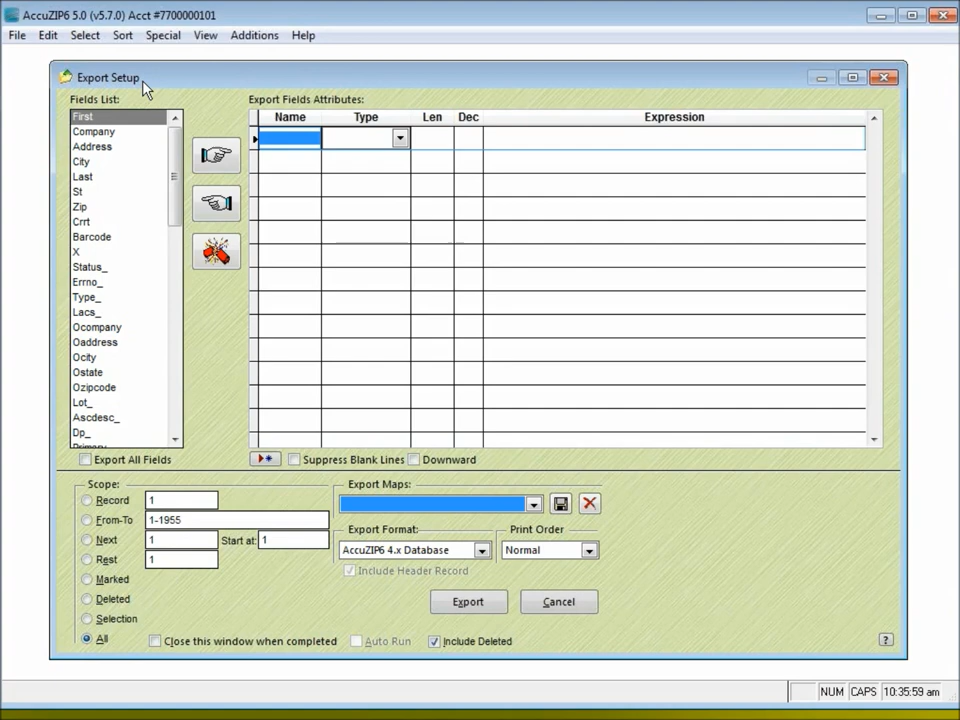 AccuZIP6 5.0 (v5.7.0) Acct #7700000101
File Edit Select Sort Special View Additions Help
Export Setup
Fields List:
Export Fields Attributes:
Name Type Len Dec Expression
First
Company
Address
City
Last
St
Zip
Crrt
Barcode
X
Status_
Errno_
Type_
Lacs_
Ocompany
Oaddress
Ocity
Ostate
Ozipcode
Lot_
Ascdesc_
Dp_
Export All Fields
Suppress Blank Lines
Downward
Scope:
Record 1
From-To 1-1955
Next 1 Start at: 1
Rest 1
Marked
Deleted
Selection
All
Export Maps:
Export Format:
Print Order
AccuZIP6 4.x Database
Normal
Include Header Record
Export
Cancel
Close this window when completed
Auto Run
Include Deleted
?
NUM CAPS 10:35:59 am